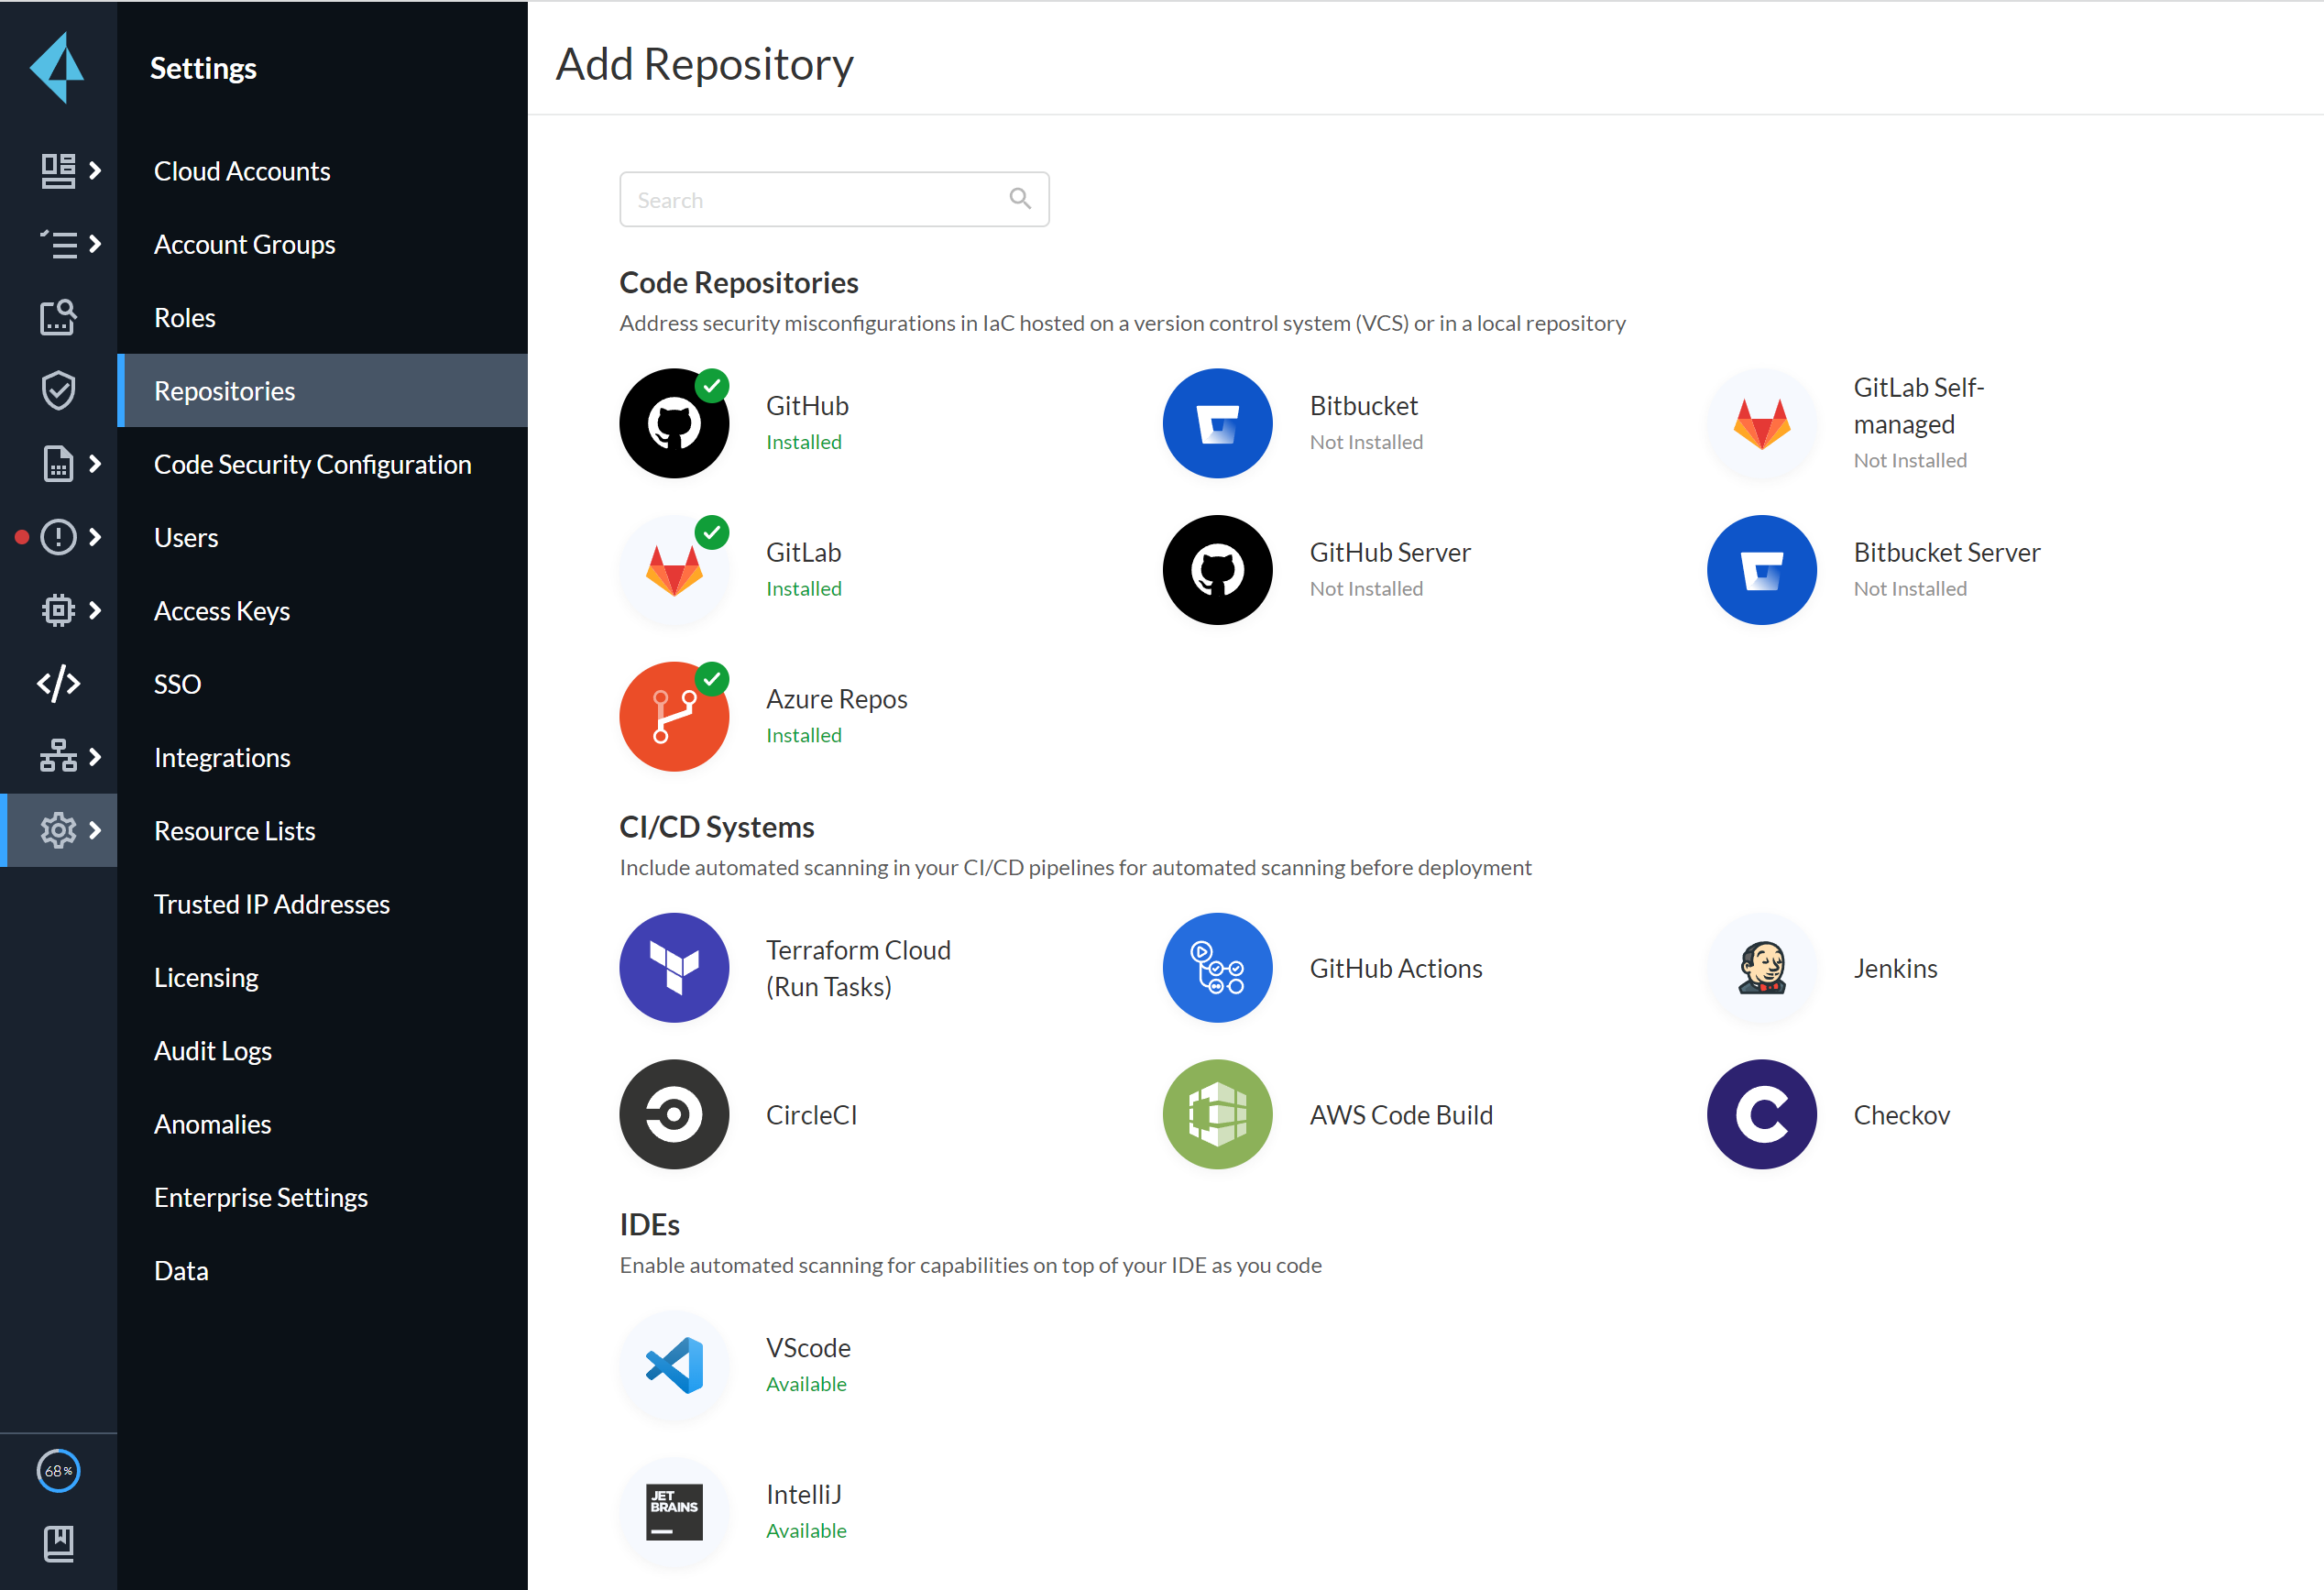 Settings
Cloud Accounts
Account Groups
Roles
Repositories
Code Security Configuration
Users
Access Keys
SSO
Integrations
Resource Lists
Trusted IP Addresses
Licensing
Audit Logs
Anomalies
Enterprise Settings
Data
68%
Add Repository
Search
Code Repositories
Address security misconfigurations in IaC hosted on a version control system (VCS) or in a local repository
GitHub
Installed
Bitbucket
Not Installed
GitLab Self-
managed
Not Installed
GitLab
Installed
GitHub Server
Not Installed
Bitbucket Server
Not Installed
Azure Repos
Installed
CI/CD Systems
Include automated scanning in your CI/CD pipelines for automated scanning before deployment
Terraform Cloud
(Run Tasks)
GitHub Actions
Jenkins
CircleCI
AWS Code Build
Checkov
IDEs
Enable automated scanning for capabilities on top of your IDE as you code
VScode
Available
JET
BRAINS
IntelliJ
Available